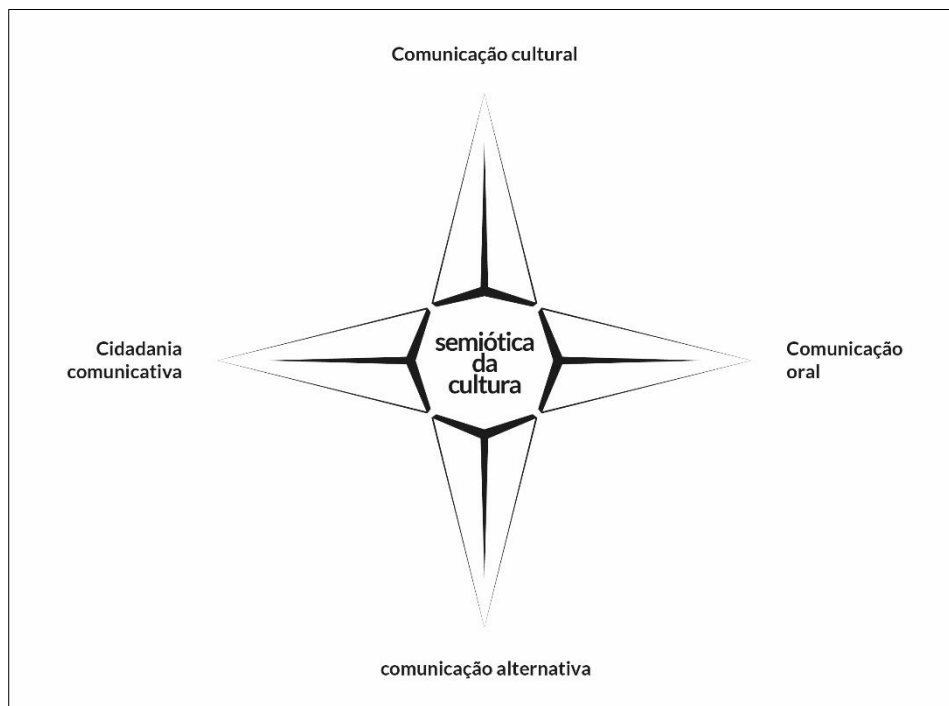 Comunicação cultural
Cidadania
comunicativa
semiótica
da
cultura
Comunicação
oral
comunicação alternativa